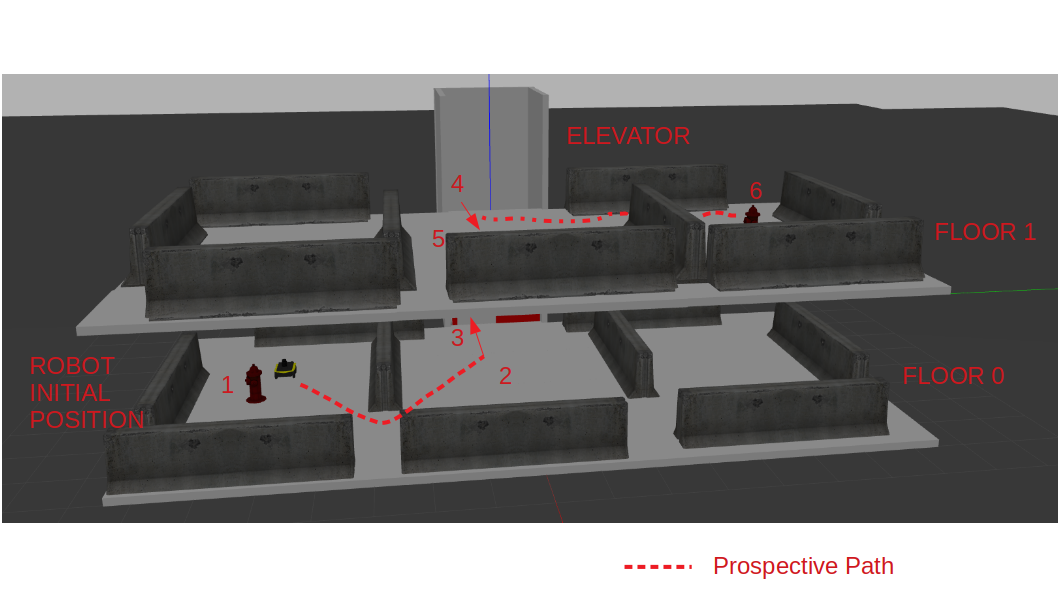 ELEVATOR
4
6
5
FLOOR 1
3
ROBOT
INITIAL
POSITION
1
2
FLOOR 0
Prospective Path